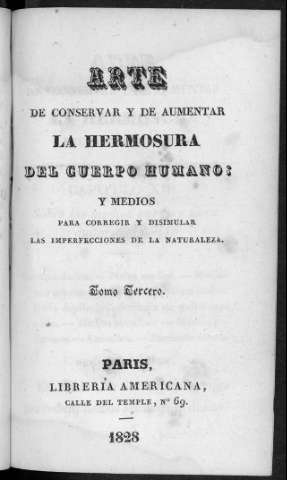 ARTE
DE CONSERVAR Y DE AUMENTAR
LA HERMOSURA
DEL CUERPO HUMANO:
Y MEDIOS
PARA CORREGIR Y DISIMULAR
LAS IMPERFECCIONES DE LA NATURALEZA.
Tomo Tercero.
PARIS,
LIBRERÍA AMERICANA,
CALLE DEL TEMPLE, Nº 69.
1828